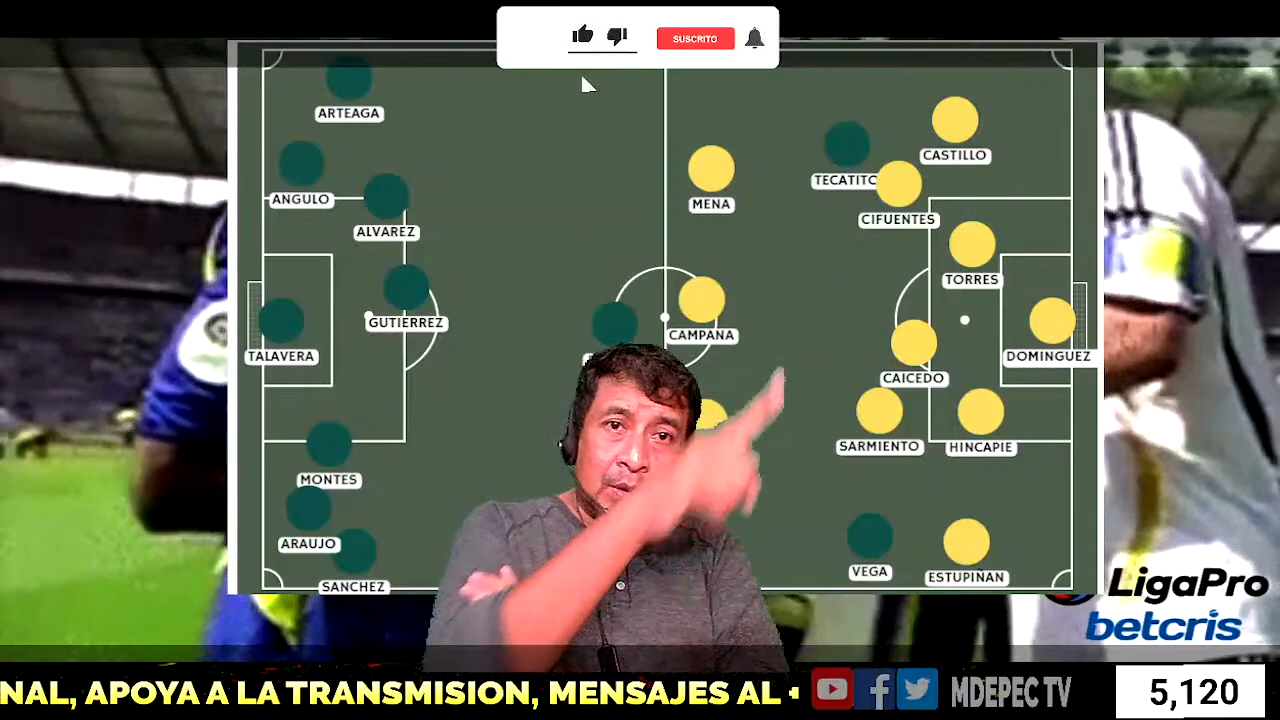 SUSCRITO
ARTEAGA
CASTILLO
TECATITO
ANGULO
MENA
CIFUENTES
ALVAREZ
TORRES
GUTIERREZ
CAMPANA
TALAVERA
DOMINGUEZ
CAICEDO
SARMIENTO
HINCAPIE
MONTES
ARAUJO
VEGA
ESTUPIÑAN
SANCHEZ
LigaPro
betcris
NAL, APOYA A LA TRANSMISION, MENSAJES AL
MDEPEC TV
5,120